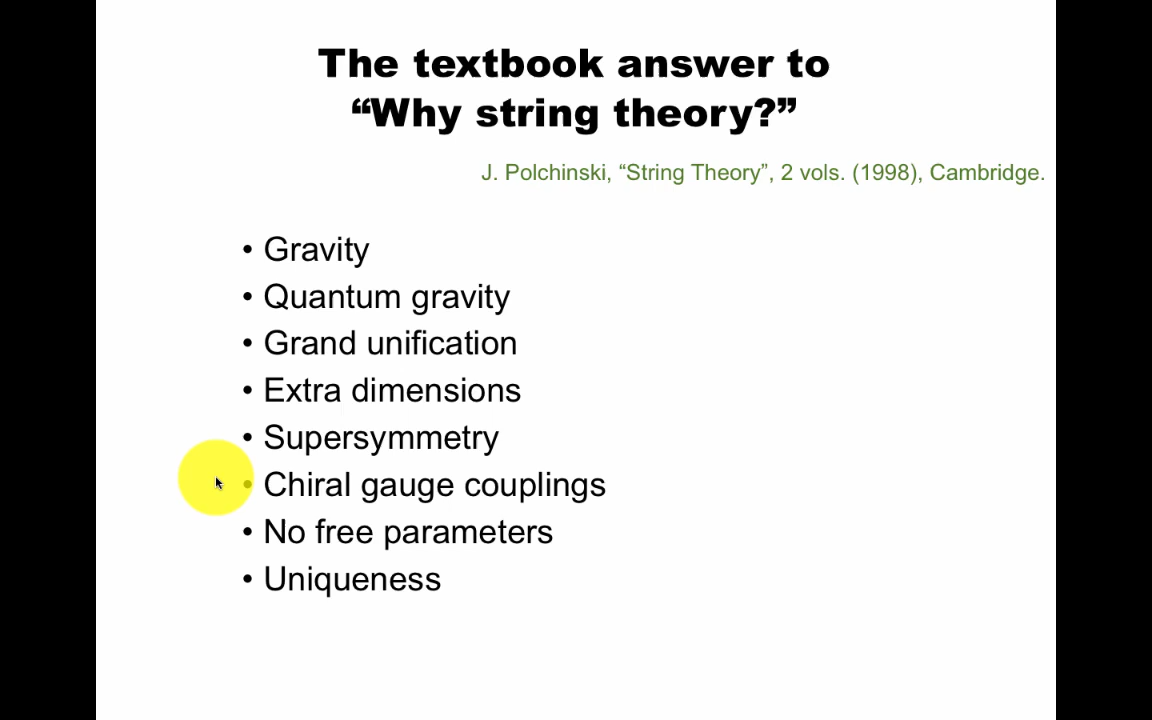 The textbook answer to
“Why string theory?”
J. Polchinski, “String Theory”, 2 vols. (1998), Cambridge.
• Gravity
• Quantum gravity
• Grand unification
• Extra dimensions
• Supersymmetry
• Chiral gauge couplings
• No free parameters
• Uniqueness